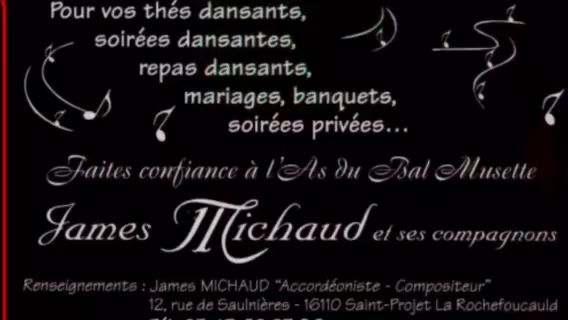 Pour vos thés dansants,
soirées dansantes,
repas dansants,
mariages, banquets,
soirées privées...
Faites confiance à l'As du Bal Musette
James Michaud et ses compagnons
Renseignements : James MICHAUD "Accordéoniste - Compositeur"
12, rue de Saulnières - 16110 Saint-Projet La Rochefoucauld